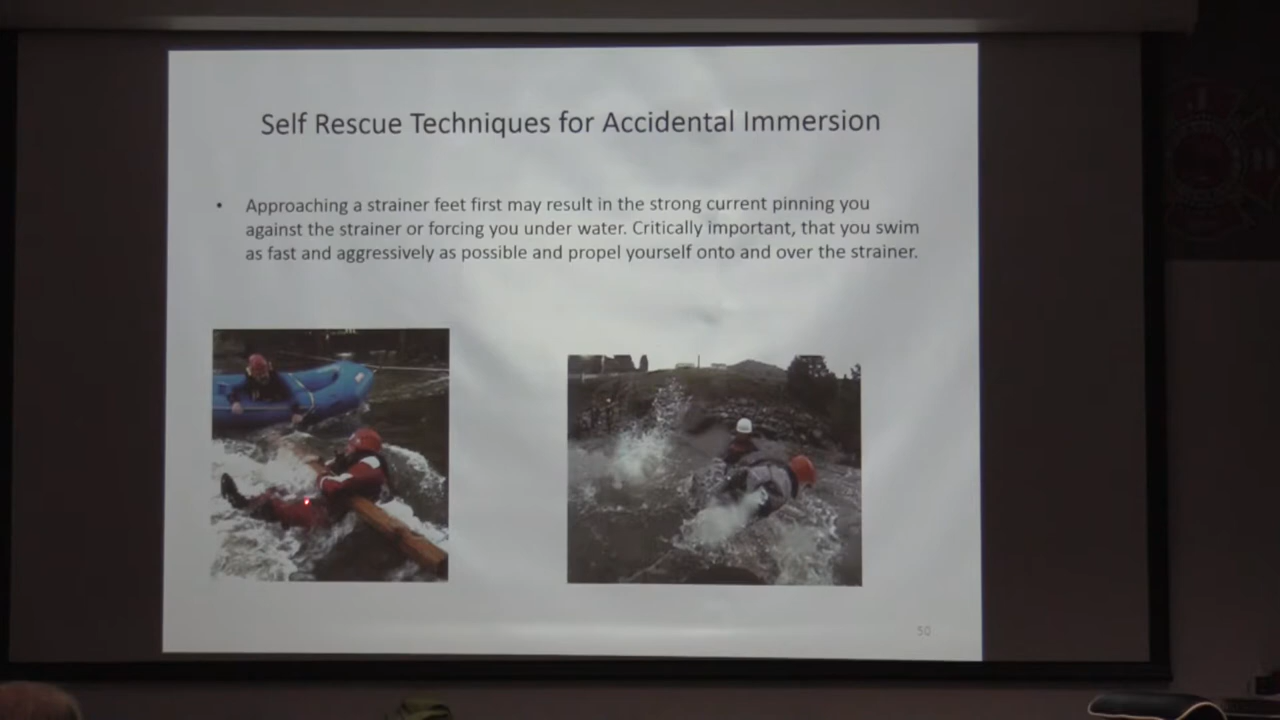 Self Rescue Techniques for Accidental Immersion
• Approaching a strainer feet first may result in the strong current pinning you
against the strainer or forcing you under water. Critically important, that you swim
as fast and aggressively as possible and propel yourself onto and over the strainer.
50